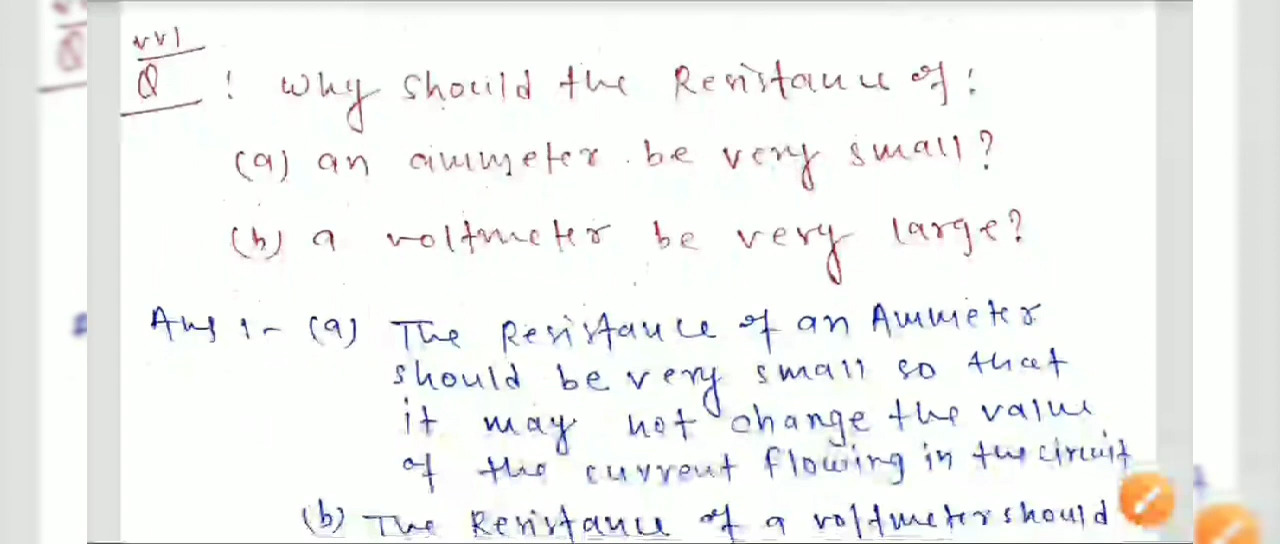 vvI
Q : Why should the Resistance of :
(a) an ammeter be very small?
(b) a voltmeter be very large?
Ans :- (a) The Resistance of an Ammeter
should be very small so that
it may not change the value
of the current flowing in the circuit
(b) The Resistance of a voltmeter should